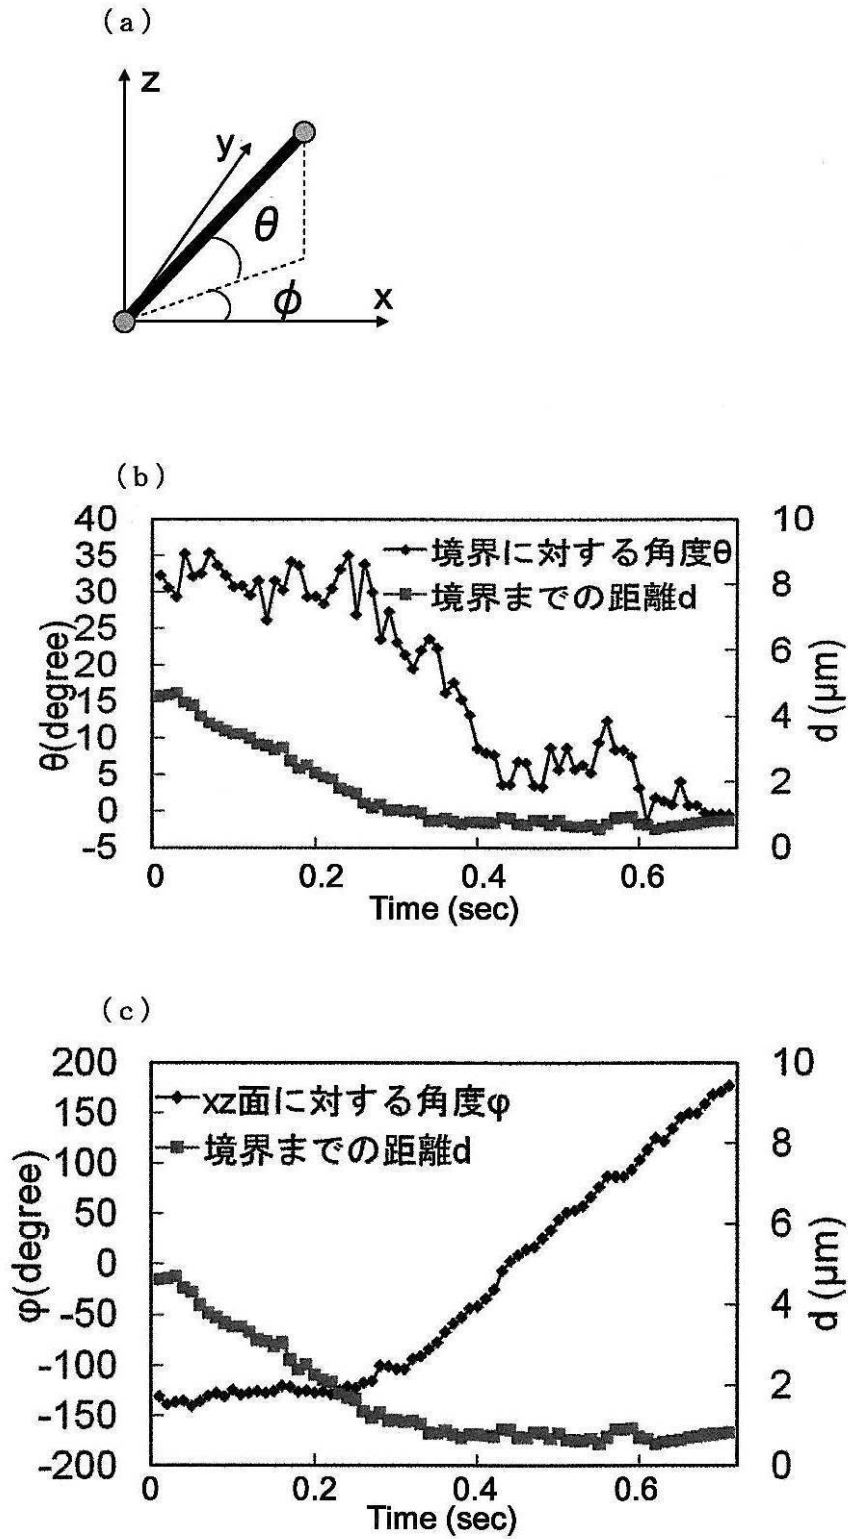 (a)
z
y
θ
ϕ
x
(b)
40
35
30
25
20
15
10
5
0
-5
θ(degree)
境界に対する角度θ
境界までの距離d
10
8
6
4
2
0
d (μm)
0 0.2 0.4 0.6
Time (sec)
(c)
200
150
100
50
0
-50
-100
-150
-200
φ(degree)
xz面に対する角度φ
境界までの距離d
10
8
6
4
2
0
d (μm)
0 0.2 0.4 0.6
Time (sec)